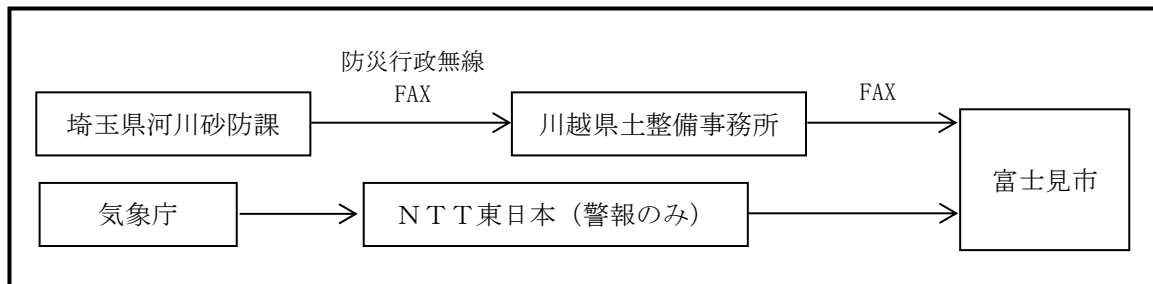 防災行政無線
FAX
FAX
埼玉県河川砂防課
川越県土整備事務所
富士見市
気象庁
ＮＴＴ東日本（警報のみ）